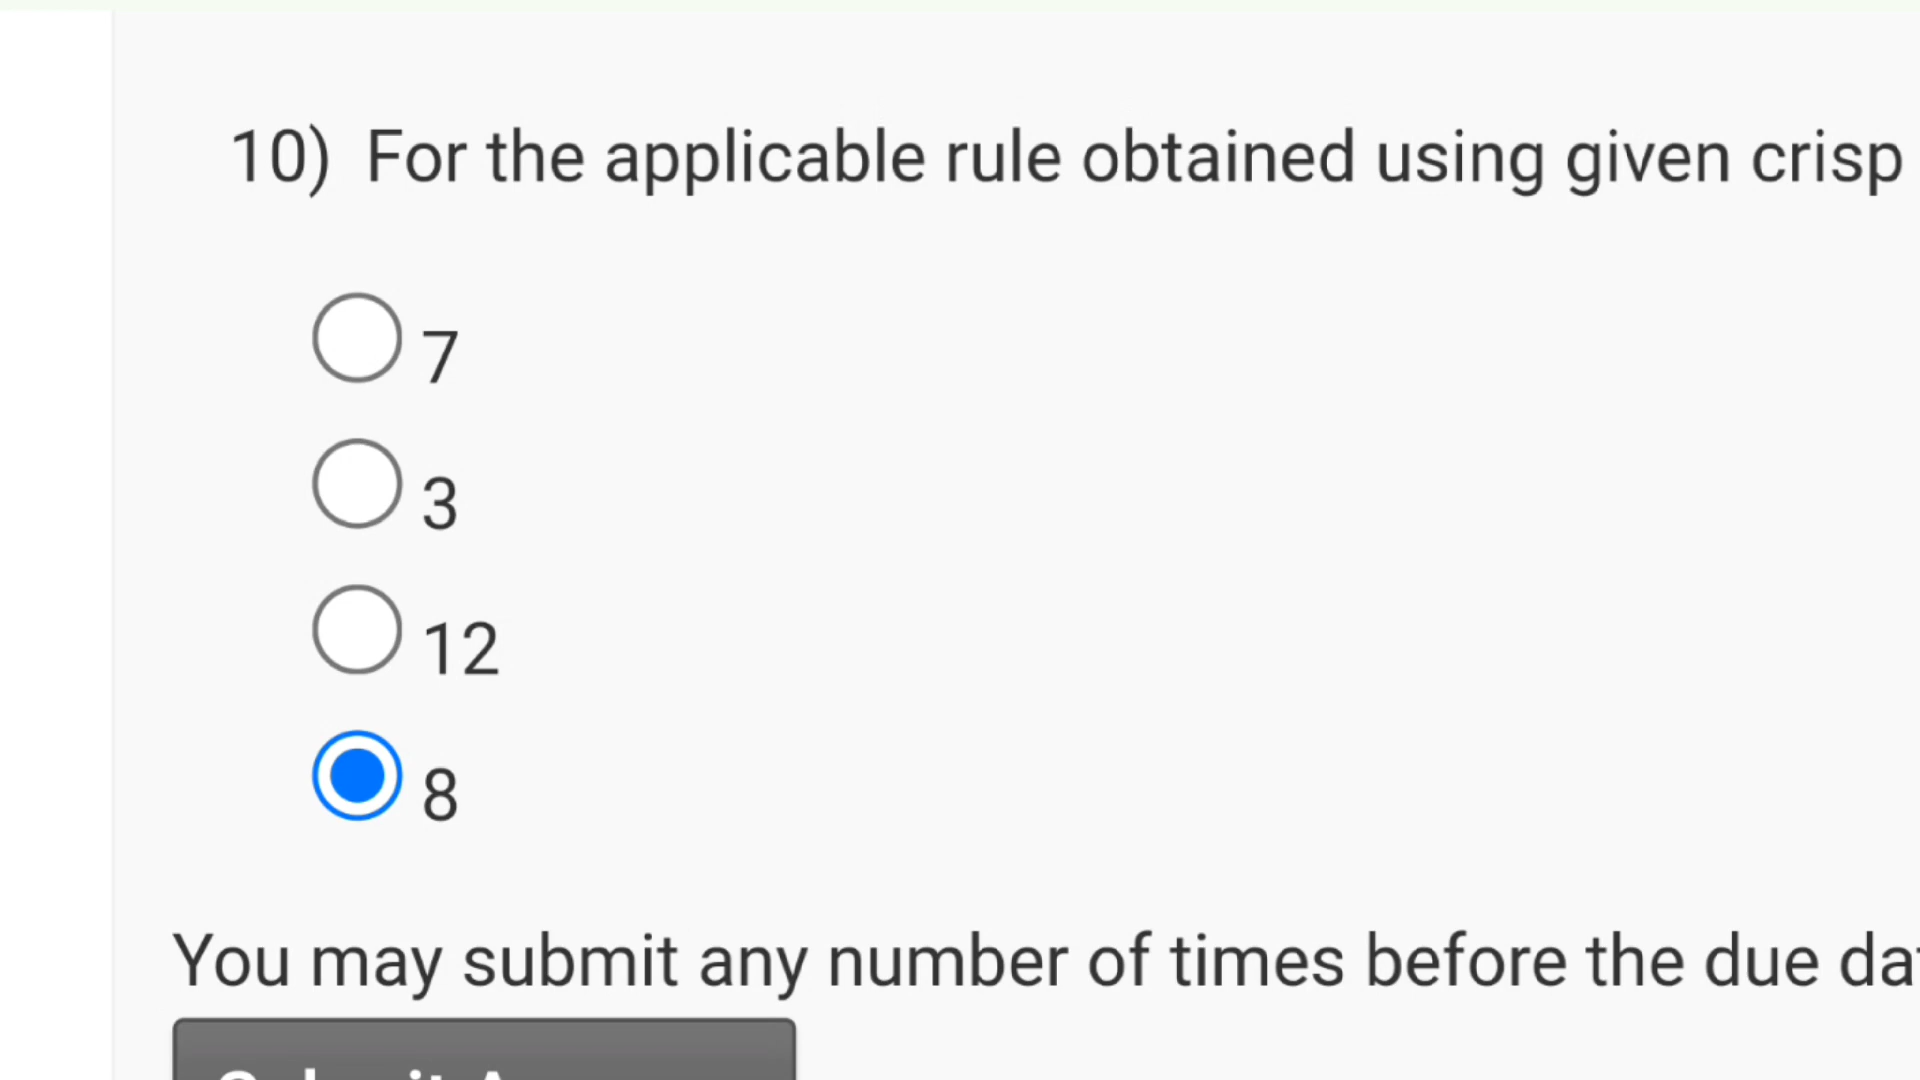 10) For the applicable rule obtained using given crisp
7
3
12
8
You may submit any number of times before the due